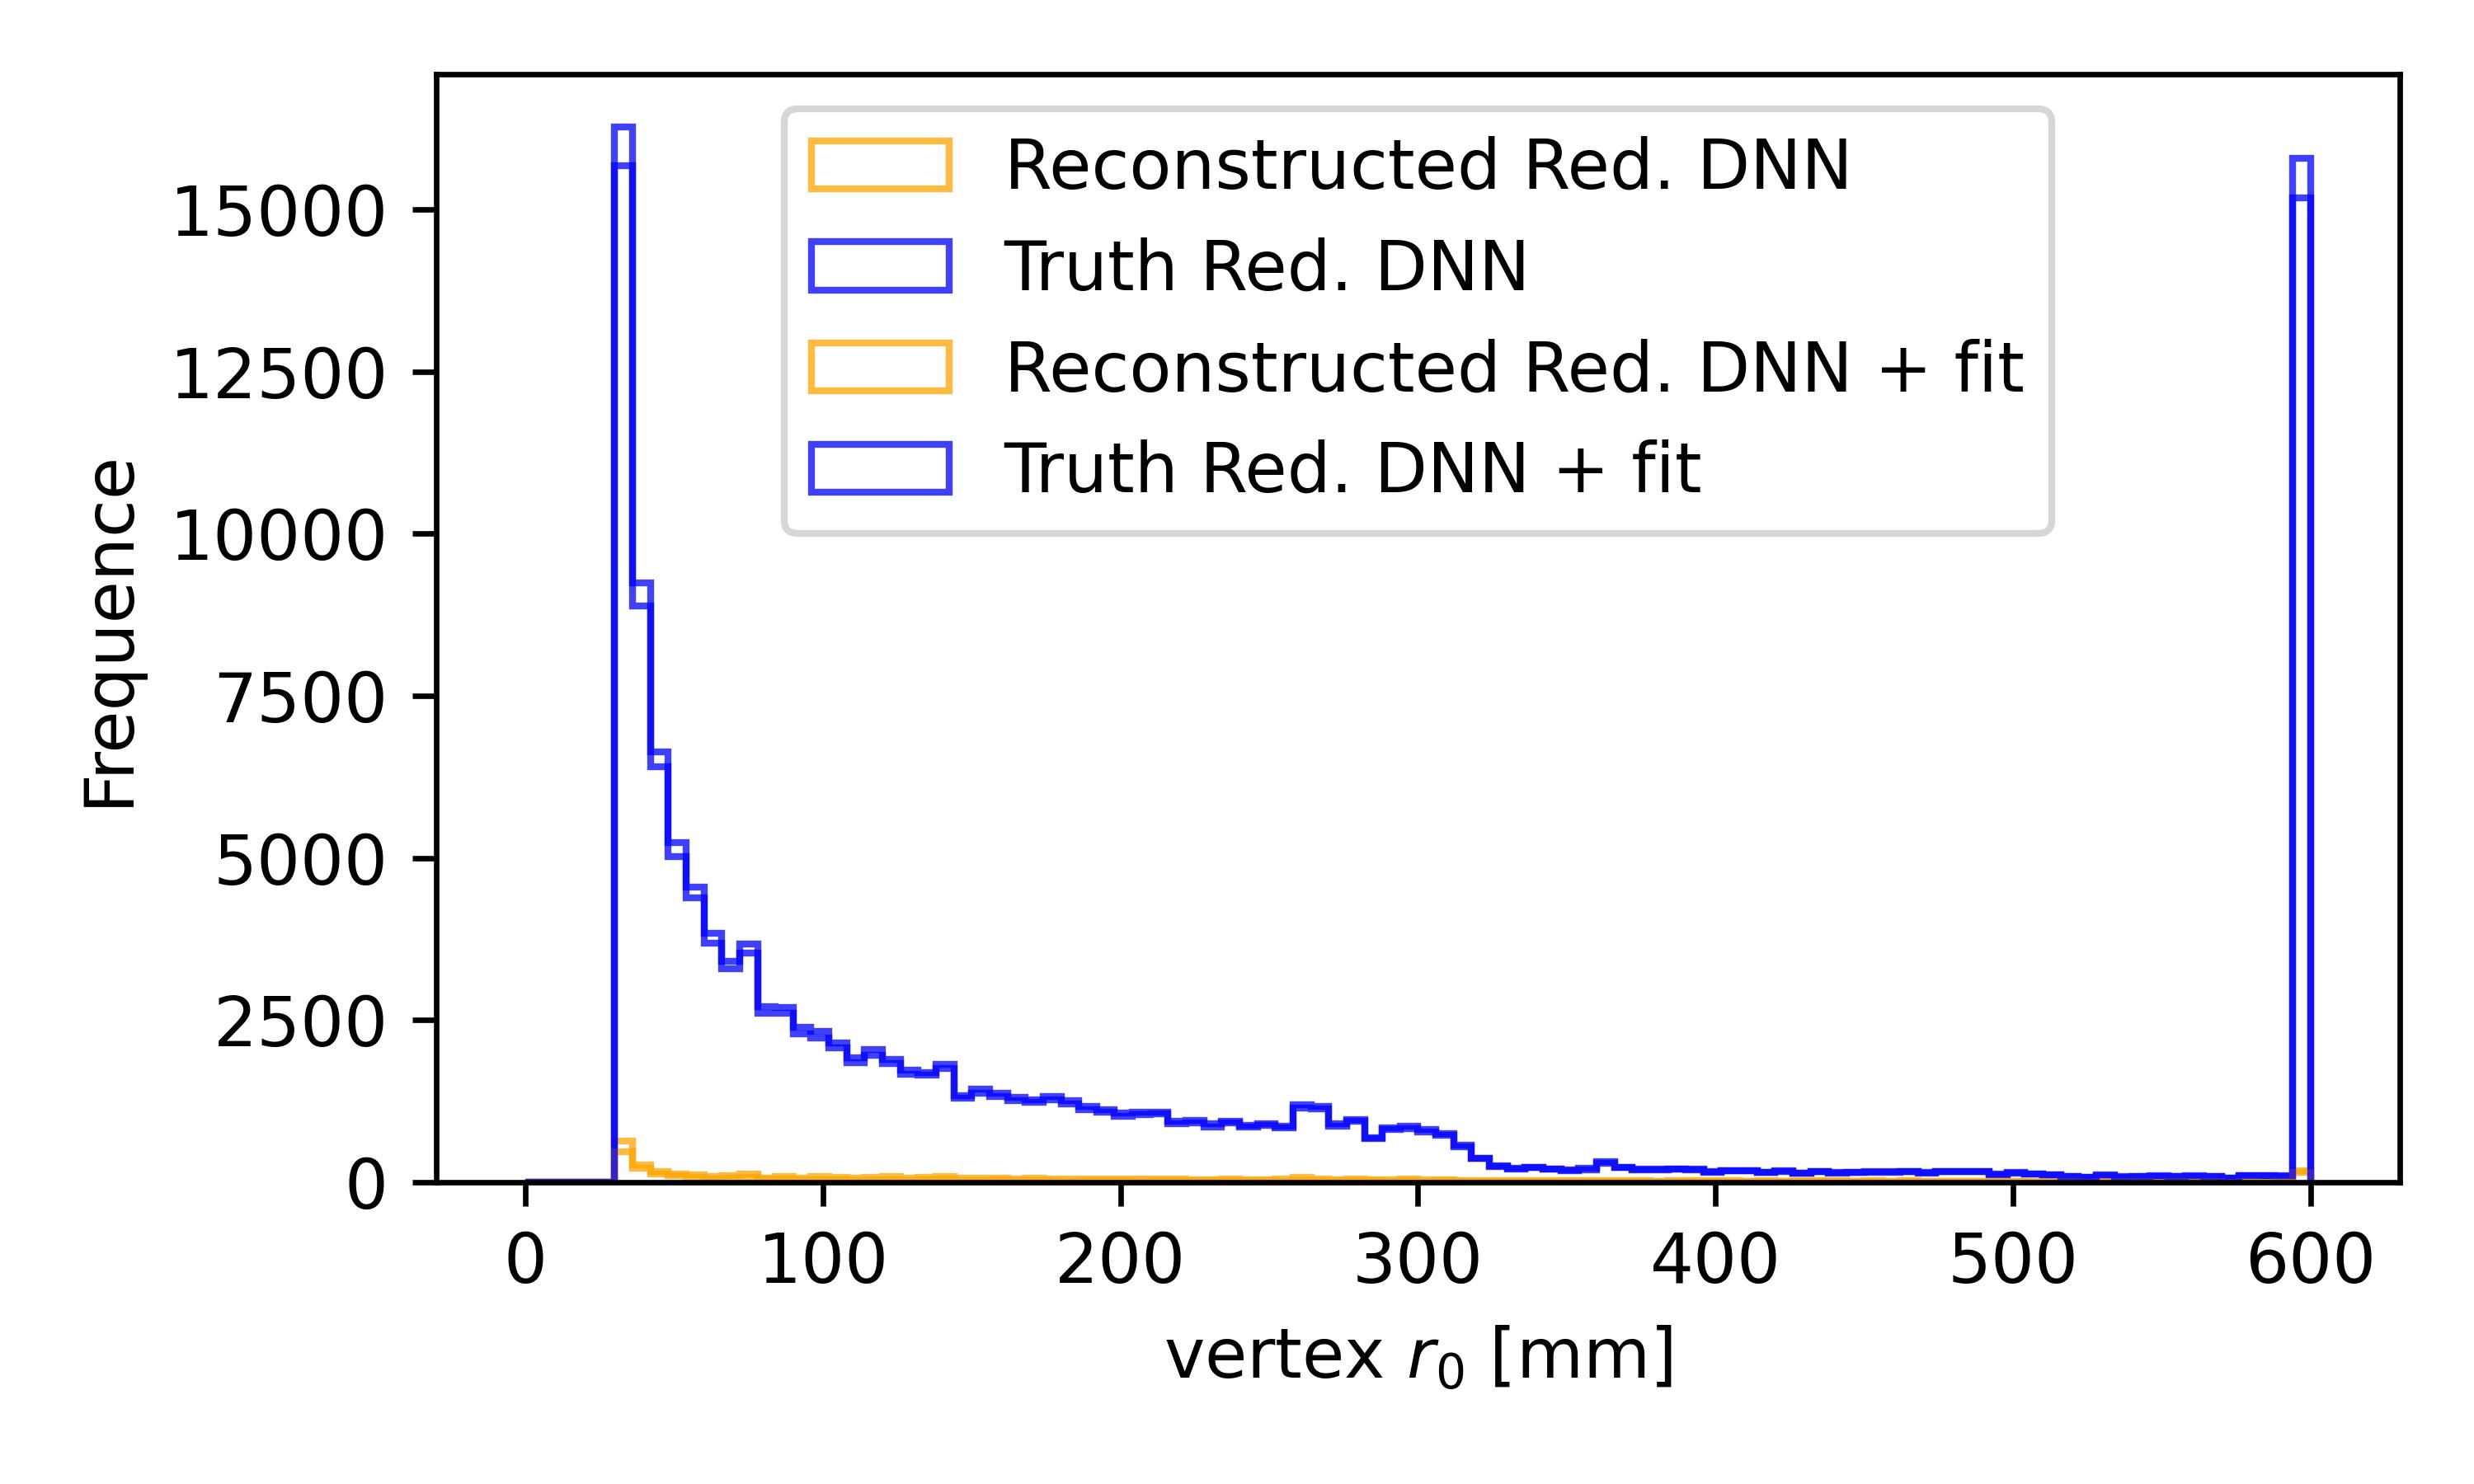 Reconstructed Red. DNN
Truth Red. DNN
Reconstructed Red. DNN + fit
Truth Red. DNN + fit
Frequence
15000
12500
10000
7500
5000
2500
0
0 100 200 300 400 500 600
vertex r₀ [mm]